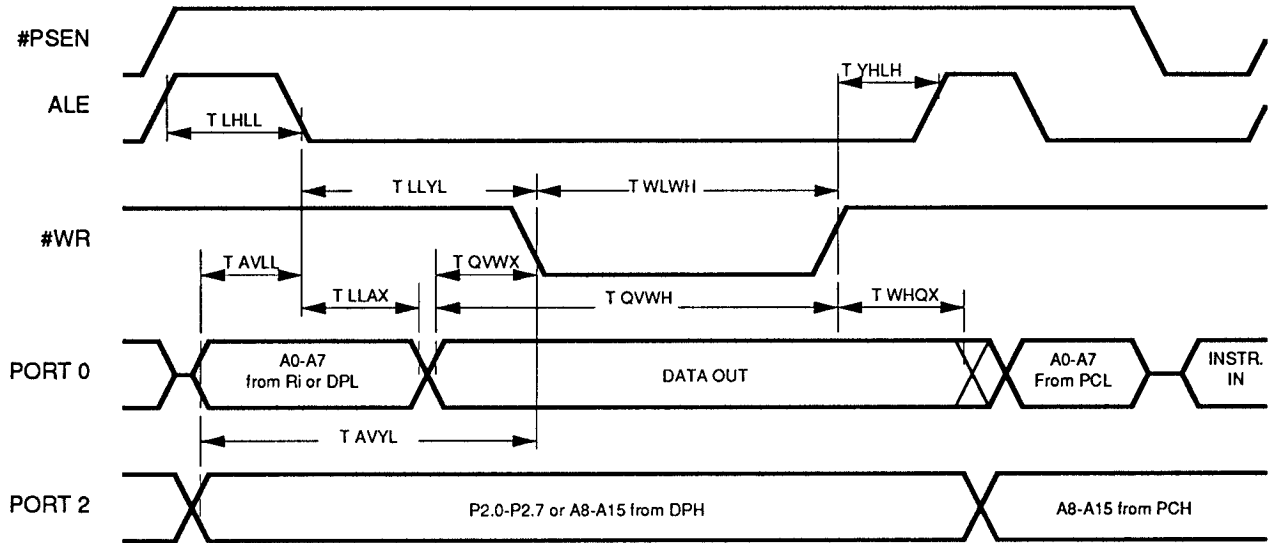 #PSEN
T YHLH
ALE
T LHLL
T LLYL
T WLWH
#WR
T AVLL
T QVWX
T LLAX
T QVWH
T WHQX
PORT 0
A0-A7
from Ri or DPL
DATA OUT
A0-A7
From PCL
INSTR.
IN
T AVYL
PORT 2
P2.0-P2.7 or A8-A15 from DPH
A8-A15 from PCH